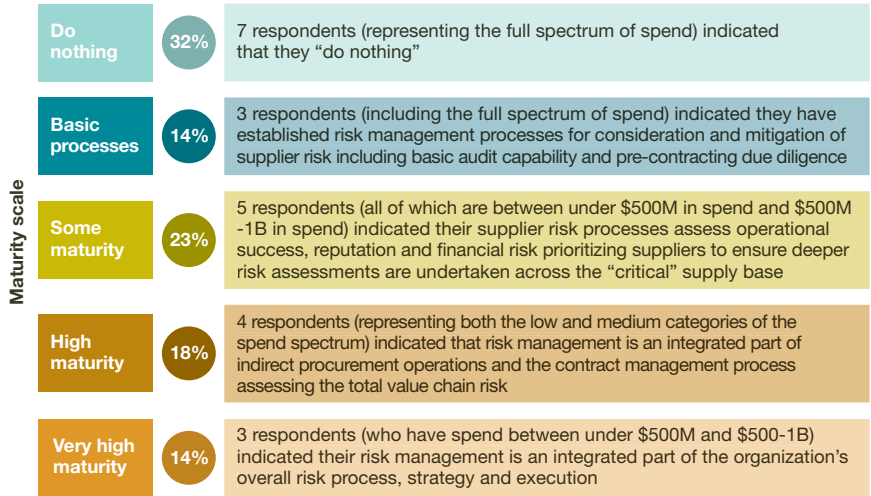 Maturity scale
Do
nothing
32%
7 respondents (representing the full spectrum of spend) indicated
that they “do nothing”
Basic
processes
14%
3 respondents (including the full spectrum of spend) indicated they have
established risk management processes for consideration and mitigation of
supplier risk including basic audit capability and pre-contracting due diligence
Some
maturity
23%
5 respondents (all of which are between under $500M in spend and $500M
-1B in spend) indicated their supplier risk processes assess operational
success, reputation and financial risk prioritizing suppliers to ensure deeper
risk assessments are undertaken across the “critical” supply base
High
maturity
18%
4 respondents (representing both the low and medium categories of the
spend spectrum) indicated that risk management is an integrated part of
indirect procurement operations and the contract management process
assessing the total value chain risk
Very high
maturity
14%
3 respondents (who have spend between under $500M and $500-1B)
indicated their risk management is an integrated part of the organization’s
overall risk process, strategy and execution